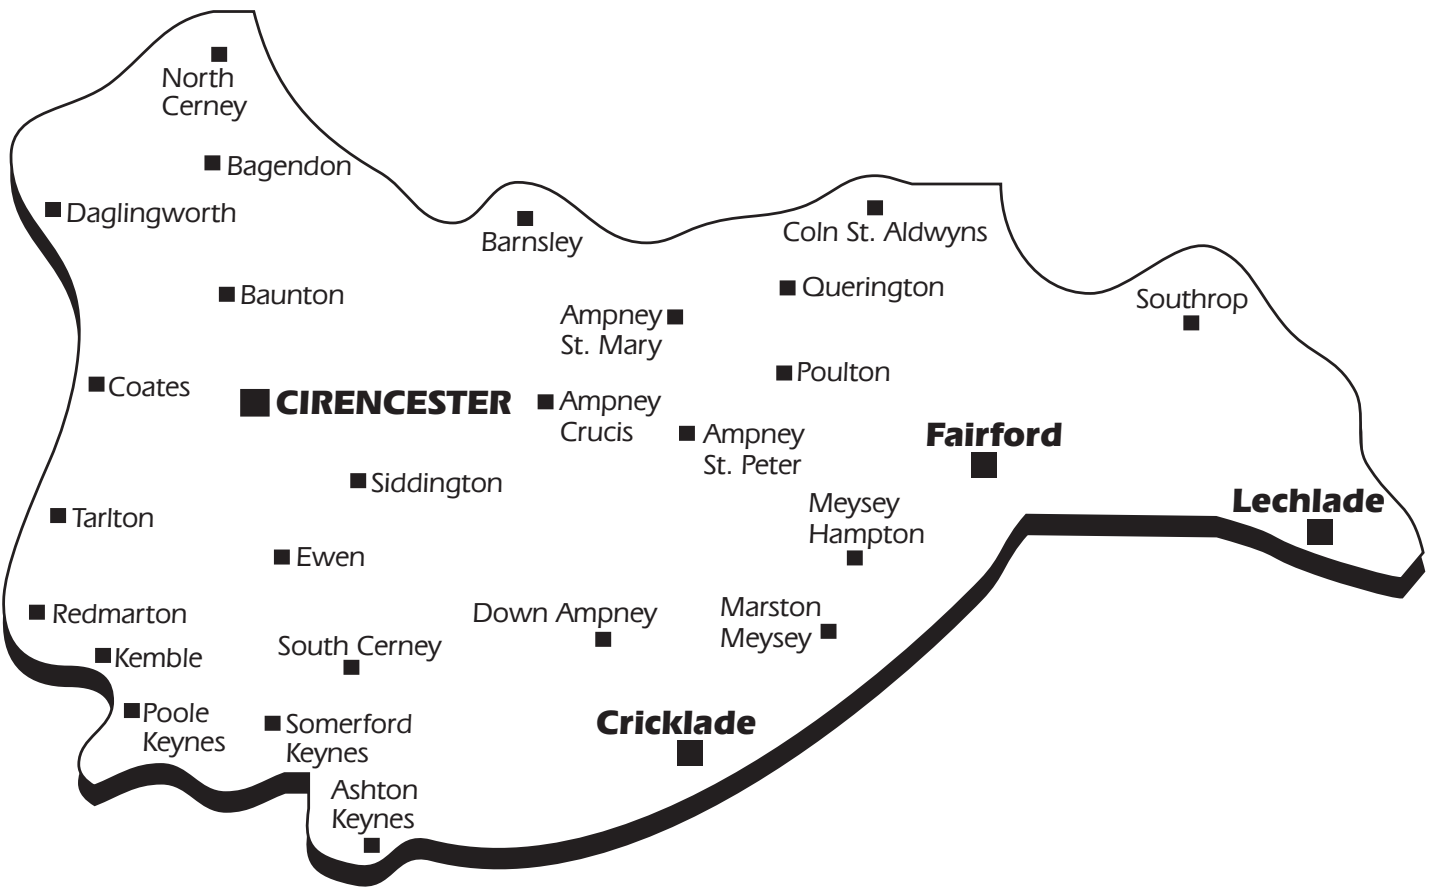 North
Cerney
Bagendon
Daglingworth
Barnsley
Coln St. Aldwyns
Baunton
Querington
Southrop
Ampney
St. Mary
Coates
CIRENCESTER
Poulton
Ampney
Crucis
Ampney
St. Peter
Fairford
Siddington
Lechlade
Meysey
Hampton
Tarlton
Ewen
Redmarton
Down Ampney
Marston
Meysey
South Cerney
Kemble
Poole
Keynes
Somerford
Keynes
Cricklade
Ashton
Keynes